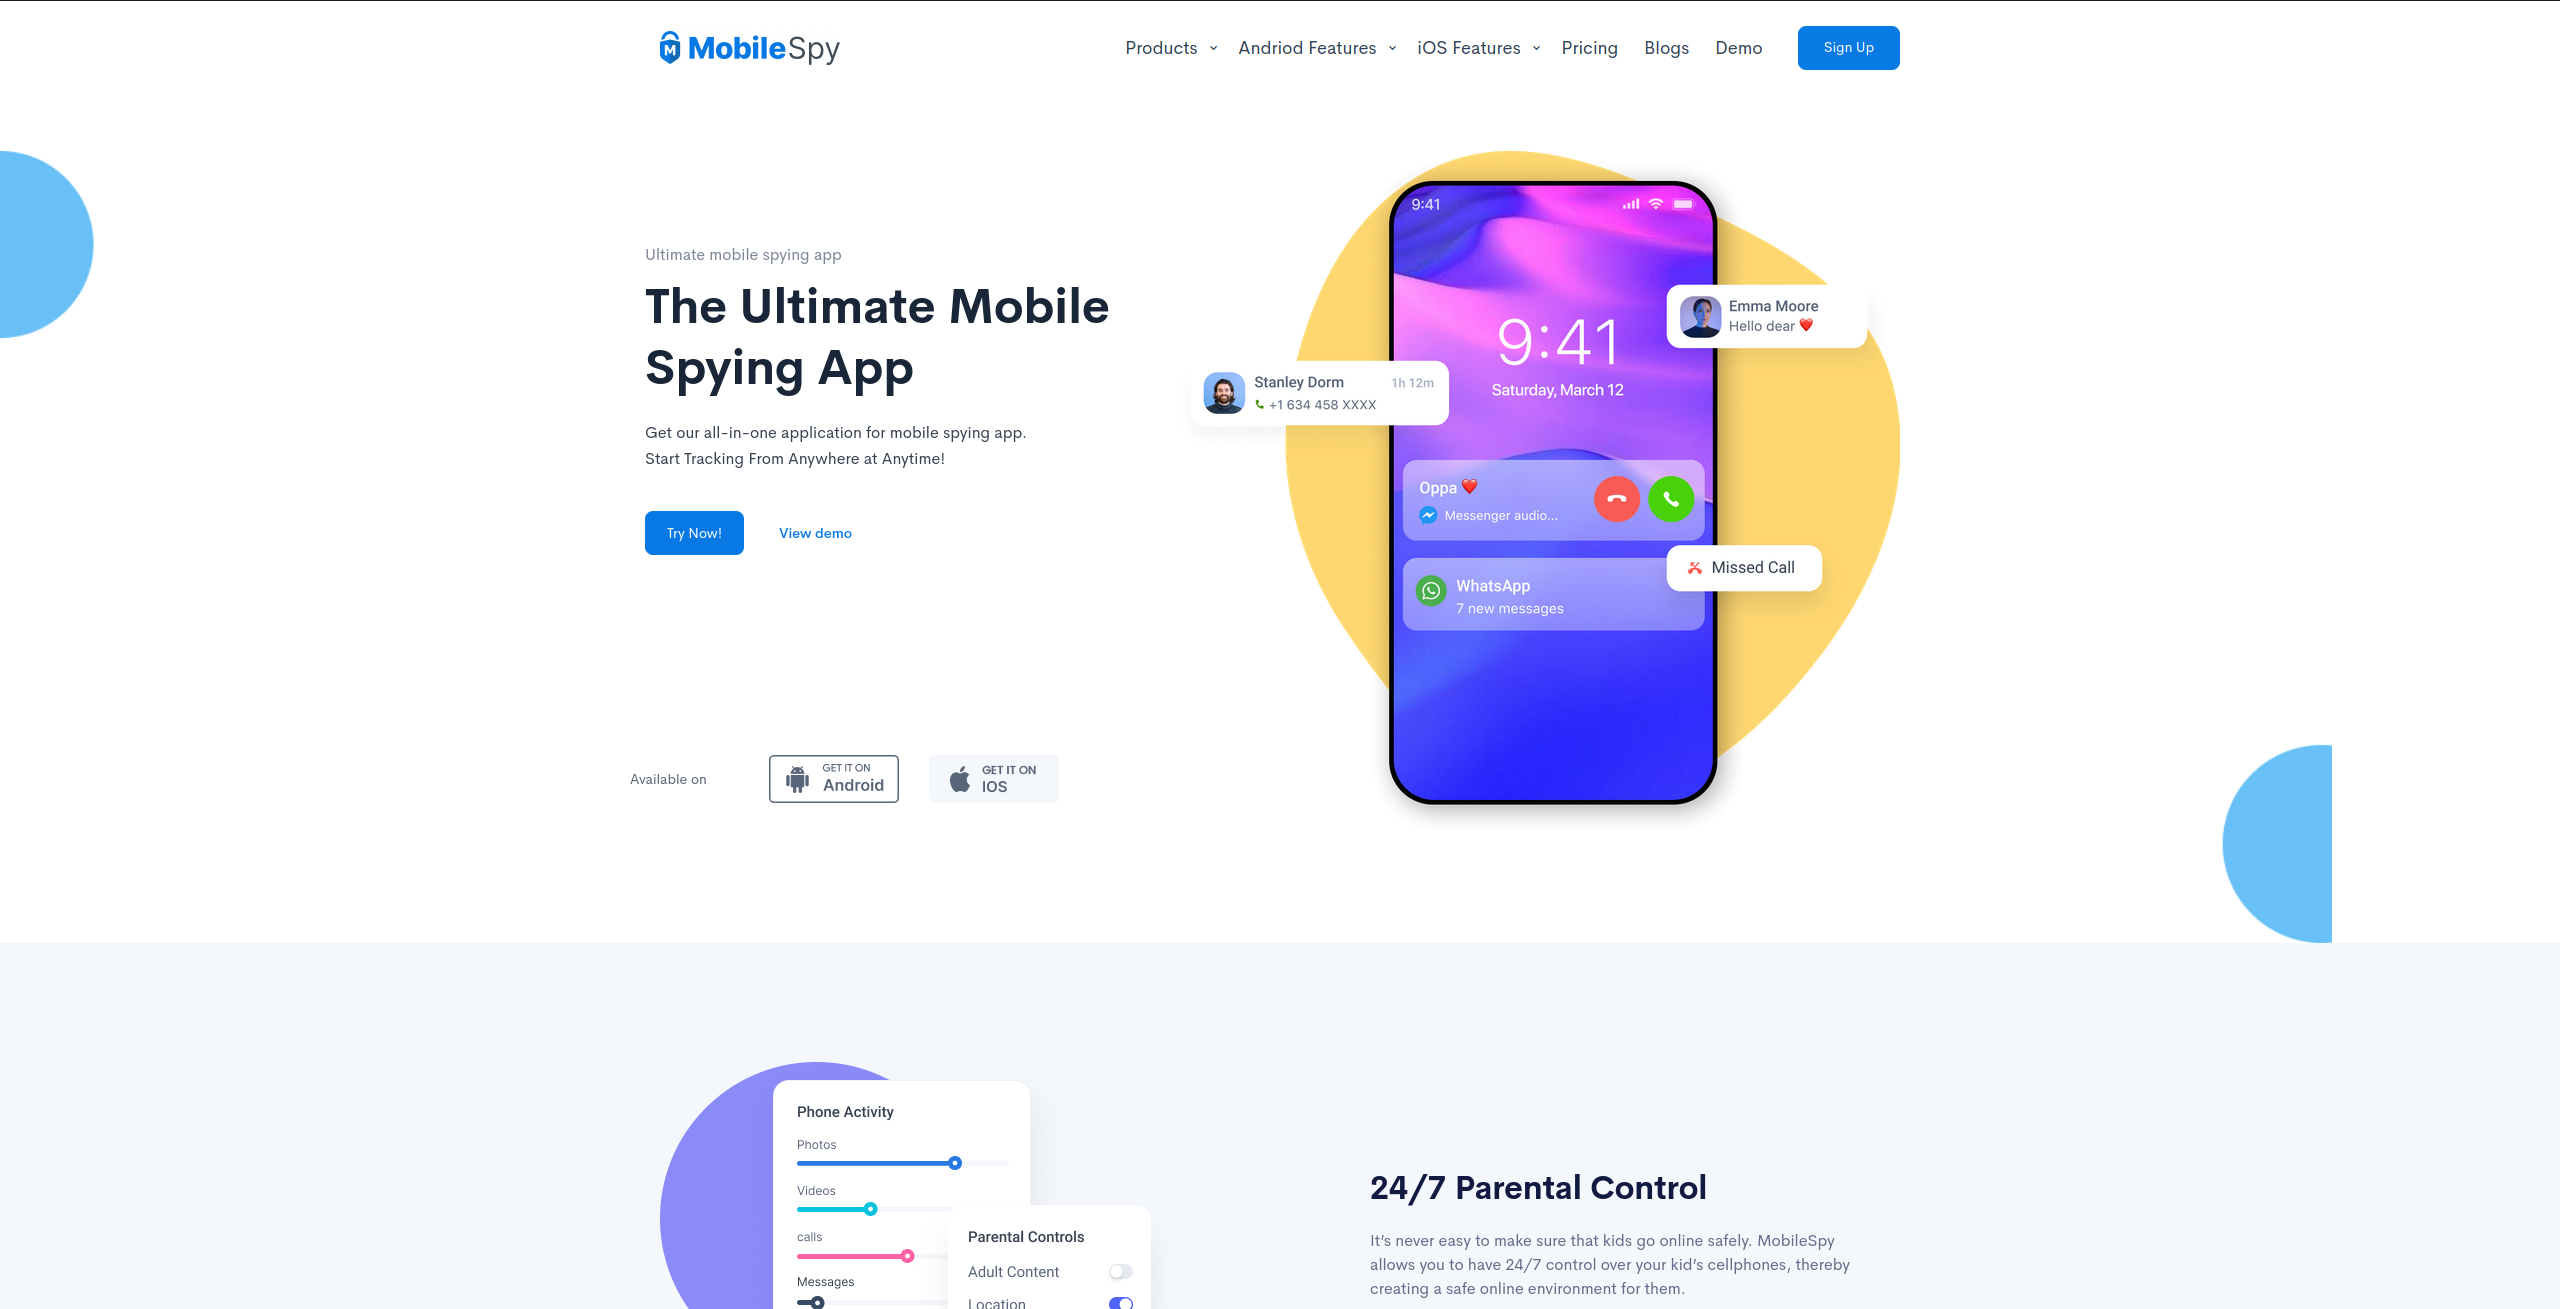 MobileSpy
Products
Andriod Features
iOS Features
Pricing
Blogs
Demo
Sign Up
Ultimate mobile spying app
The Ultimate Mobile
Spying App
Get our all-in-one application for mobile spying app.
Start Tracking From Anywhere at Anytime!
Try Now!
View demo
Available on
GET IT ON
Android
GET IT ON
IOS
9:41
9:41
Saturday, March 12
Emma Moore
Hello dear ❤️
Stanley Dorm
1h 12m
+1 634 458 XXXX
Oppa ❤️
Messenger audio...
Missed Call
WhatsApp
7 new messages
Phone Activity
Photos
Videos
calls
Messages
Parental Controls
Adult Content
Location
24/7 Parental Control
It’s never easy to make sure that kids go online safely. MobileSpy
allows you to have 24/7 control over your kid’s cellphones, thereby
creating a safe online environment for them.